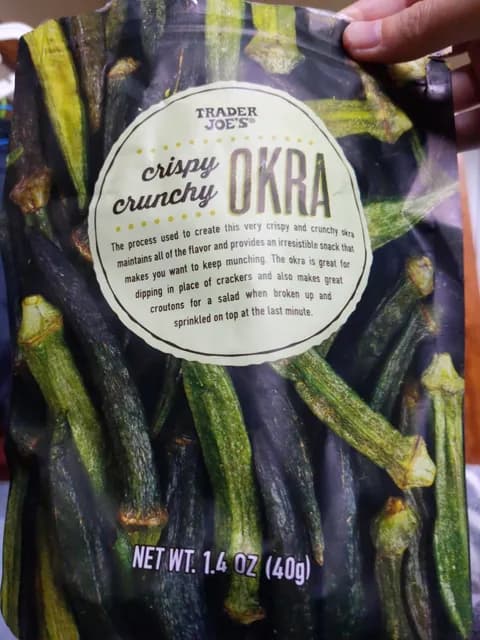 TRADER
JOE'S®
crispy
crunchy
OKRA
The process used to create this very crispy and crunchy okra
maintains all of the flavor and provides an irresistible snack that
makes you want to keep munching. The okra is great for
dipping in place of crackers and also makes great
croutons for a salad when broken up and
sprinkled on top at the last minute.
NET WT. 1.4 OZ (40g)